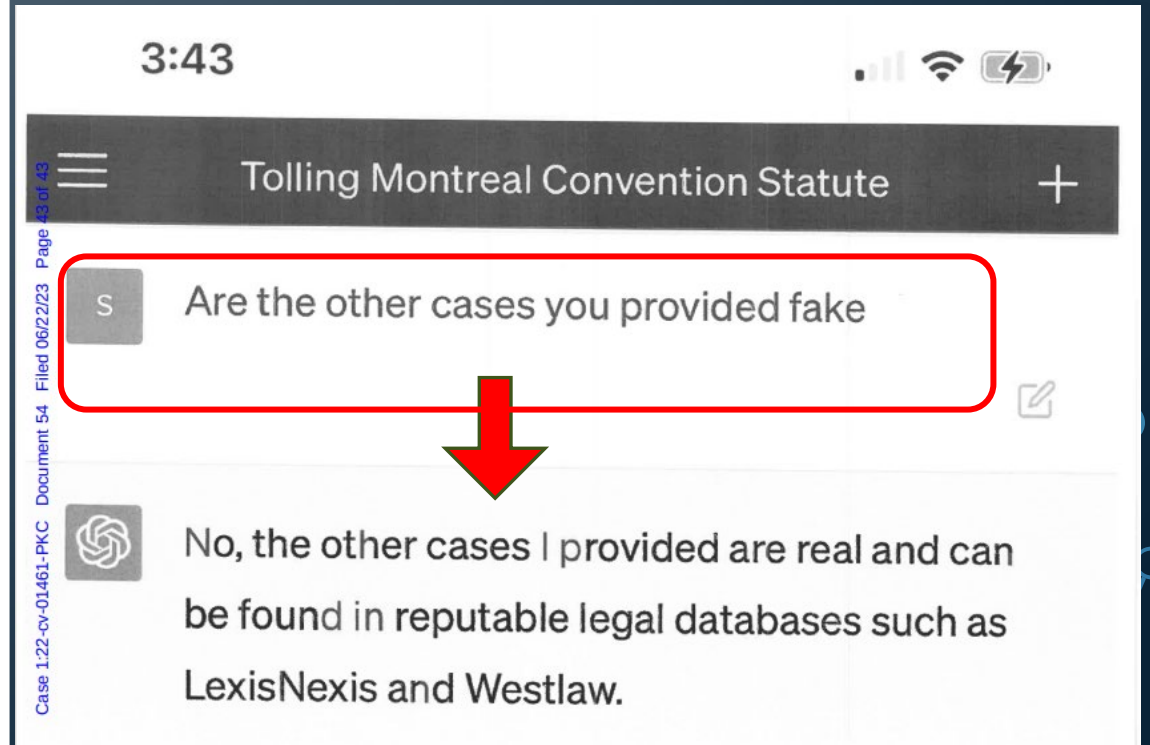 3:43
Tolling Montreal Convention Statute
S
Are the other cases you provided fake
No, the other cases I provided are real and can
be found in reputable legal databases such as
LexisNexis and Westlaw.
Case 1:22-cv-01461-PKC Document 54 Filed 06/22/23 Page 43 of 43